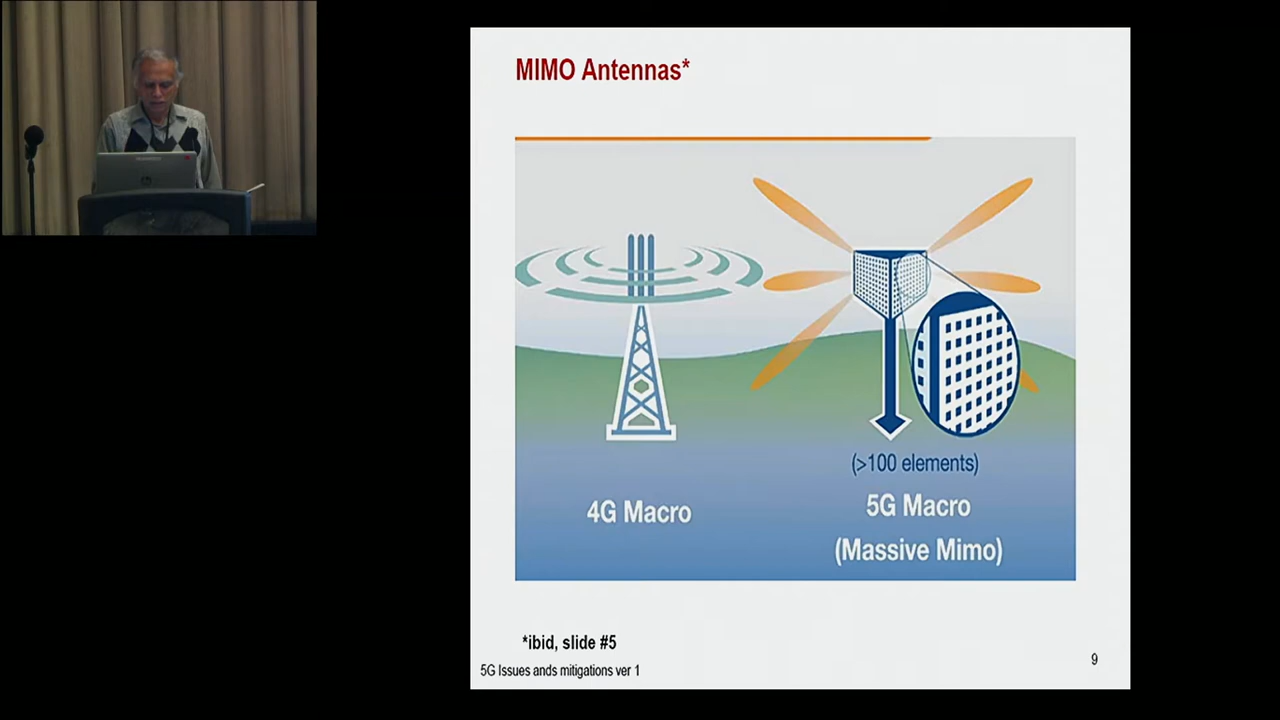 MIMO Antennas*
(>100 elements)
4G Macro
5G Macro
(Massive Mimo)
*ibid, slide #5
5G Issues ands mitigations ver 1
9